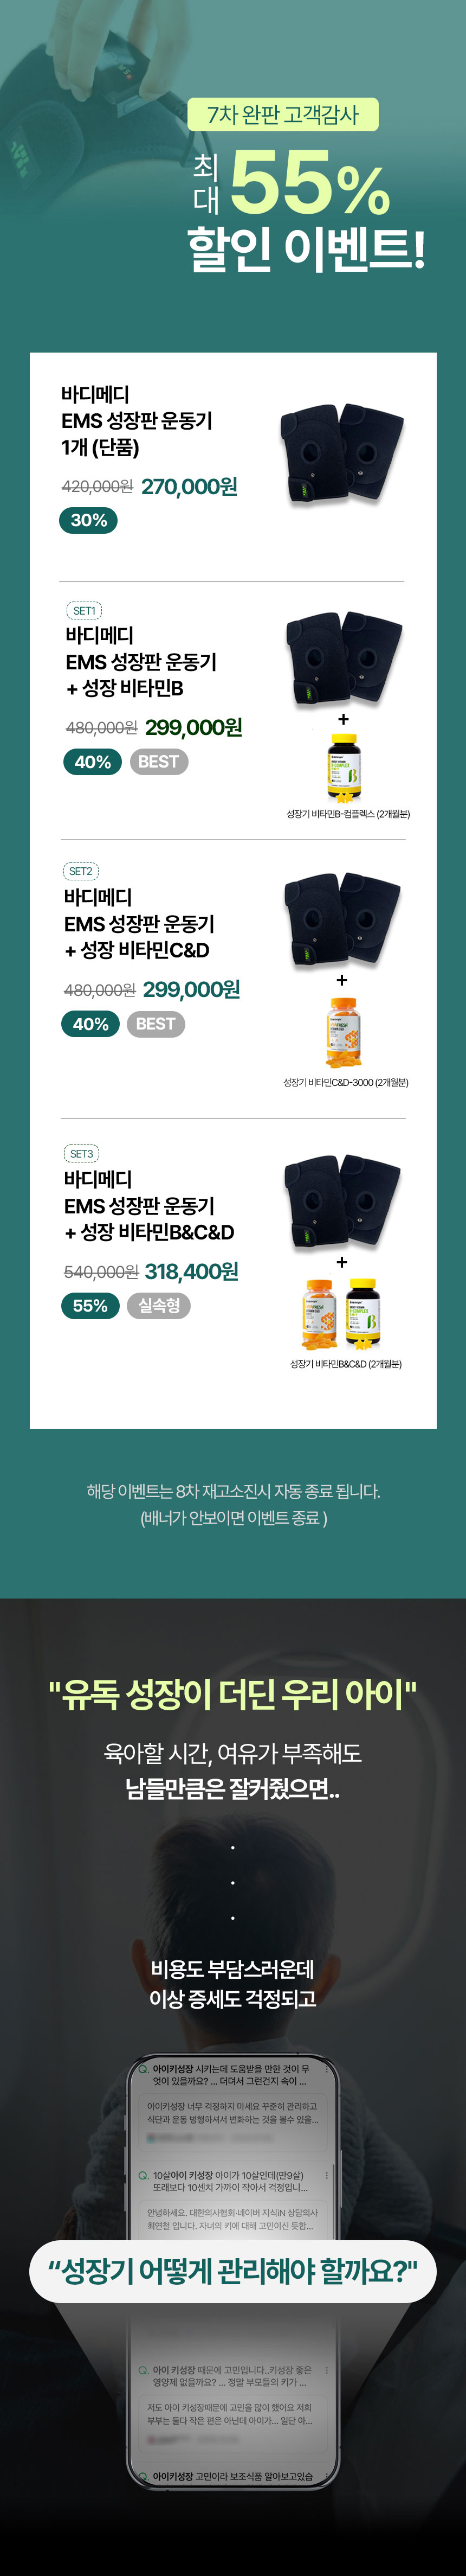 7차 완판 고객감사
최대 55%
할인 이벤트!
바디메디
EMS 성장판 운동기
1개 (단품)
420,000원 270,000원
30%
SET1
바디메디
EMS 성장판 운동기
+ 성장 비타민B
480,000원 299,000원
40% BEST
+
성장기 비타민B-컴플렉스 (2개월분)
SET2
바디메디
EMS 성장판 운동기
+ 성장 비타민C&D
480,000원 299,000원
40% BEST
+
성장기 비타민C&D-3000 (2개월분)
SET3
바디메디
EMS 성장판 운동기
+ 성장 비타민B&C&D
540,000원 318,400원
55% 실속형
+
성장기 비타민B&C&D (2개월분)
해당 이벤트는 8차 재고소진시 자동 종료 됩니다.
(배너가 안보이면 이벤트 종료 )
"유독 성장이 더딘 우리 아이"
육아할 시간, 여유가 부족해도
남들만큼은 잘커줬으면..
비용도 부담스러운데
이상 증세도 걱정되고
Q. 아이키성장 시키는데 도움받을 만한 것이 무
엇이 있을까요? ... 더뎌서 그런건지 속이 ...
아이키성장 너무 걱정하지 마세요 꾸준히 관리하고
식단과 운동 병행하셔서 변화하는 것을 볼수 있을...
Q. 10살아이 키성장 아이가 10살인데(만9살)
또래보다 10센치 가까이 작아서 걱정입니...
안녕하세요. 대한의사협회·네이버 지식iN 상담의사
최연철 입니다. 자녀의 키에 대해 고민이신 듯합...
“성장기 어떻게 관리해야 할까요?"
Q. 아이 키성장 때문에 고민입니다..키성장 좋은
영양제 없을까요? ... 정말 부모들의 키가 ...
저도 아이 키성장때문에 고민을 많이 했어요 저희
부부는 둘다 작은 편은 아닌데 아이가... 일단 아...
Q. 아이키성장 고민이라 보조식품 알아보고있습